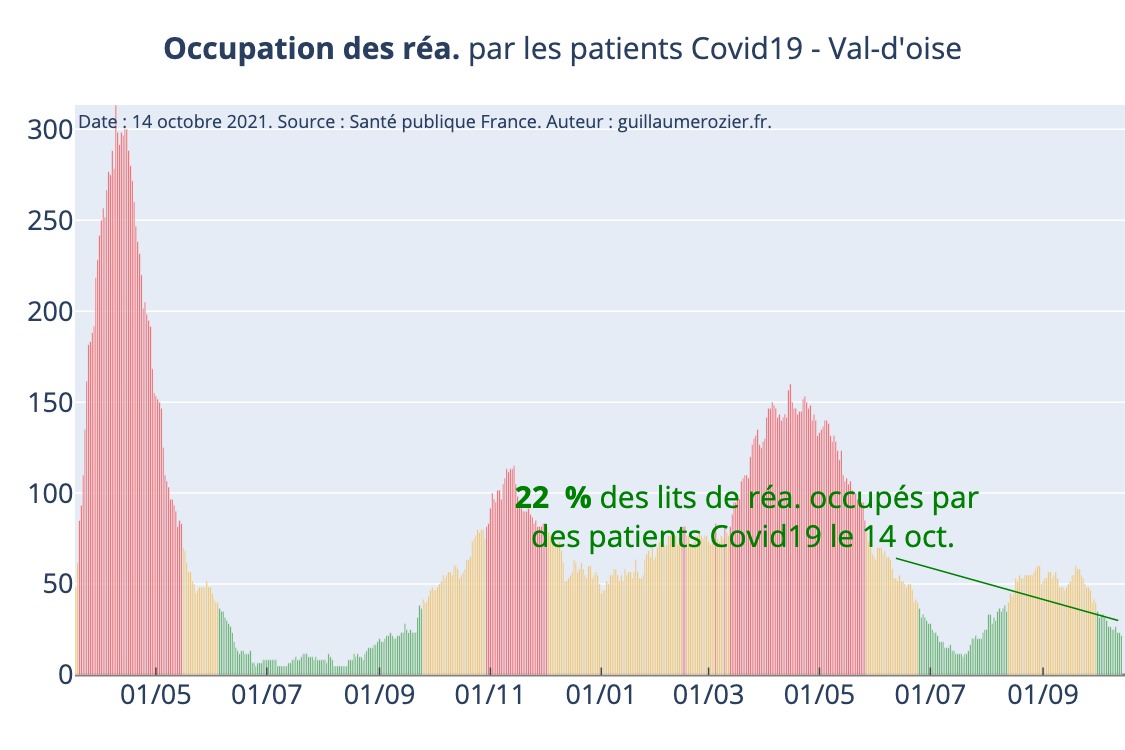 Occupation des réa. par les patients Covid19 - Val-d'oise
Date : 14 octobre 2021. Source : Santé publique France. Auteur : guillaumerozier.fr.
300
250
200
150
100
50
0
22 % des lits de réa. occupés par
des patients Covid19 le 14 oct.
01/05 01/07 01/09 01/11 01/01 01/03 01/05 01/07 01/09